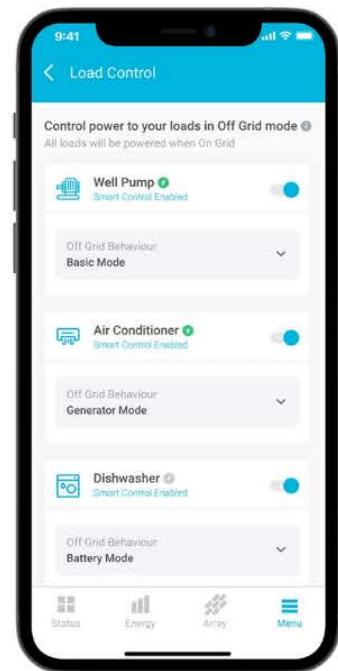 9:41
Load Control
Control power to your loads in Off Grid mode
All loads will be powered when On Grid
Well Pump
Smart Control Enabled
Off Grid Behaviour
Basic Mode
Air Conditioner
Smart Control Enabled
Off Grid Behaviour
Generator Mode
Dishwasher
Smart Control Enabled
Off Grid Behaviour
Battery Mode
Status
Energy
Array
Menu